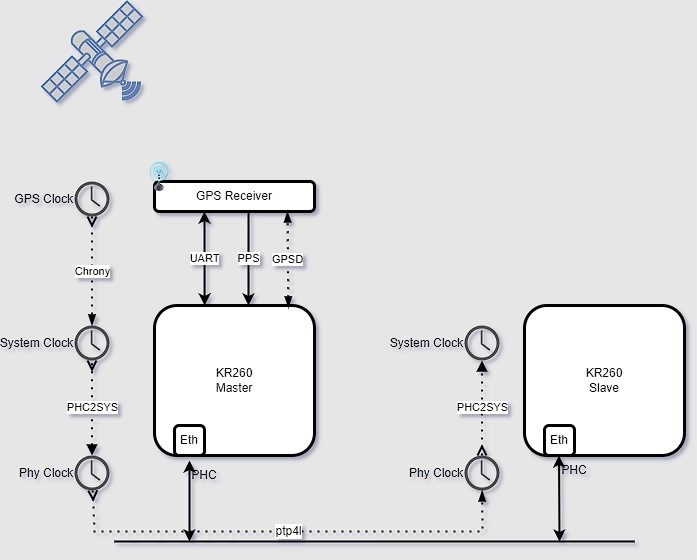 GPS Clock
GPS Receiver
UART
PPS
GPSD
Chrony
System Clock
KR260
Master
System Clock
KR260
Slave
PHC2SYS
PHC2SYS
Eth
Eth
Phy Clock
PHC
Phy Clock
PHC
ptp4l